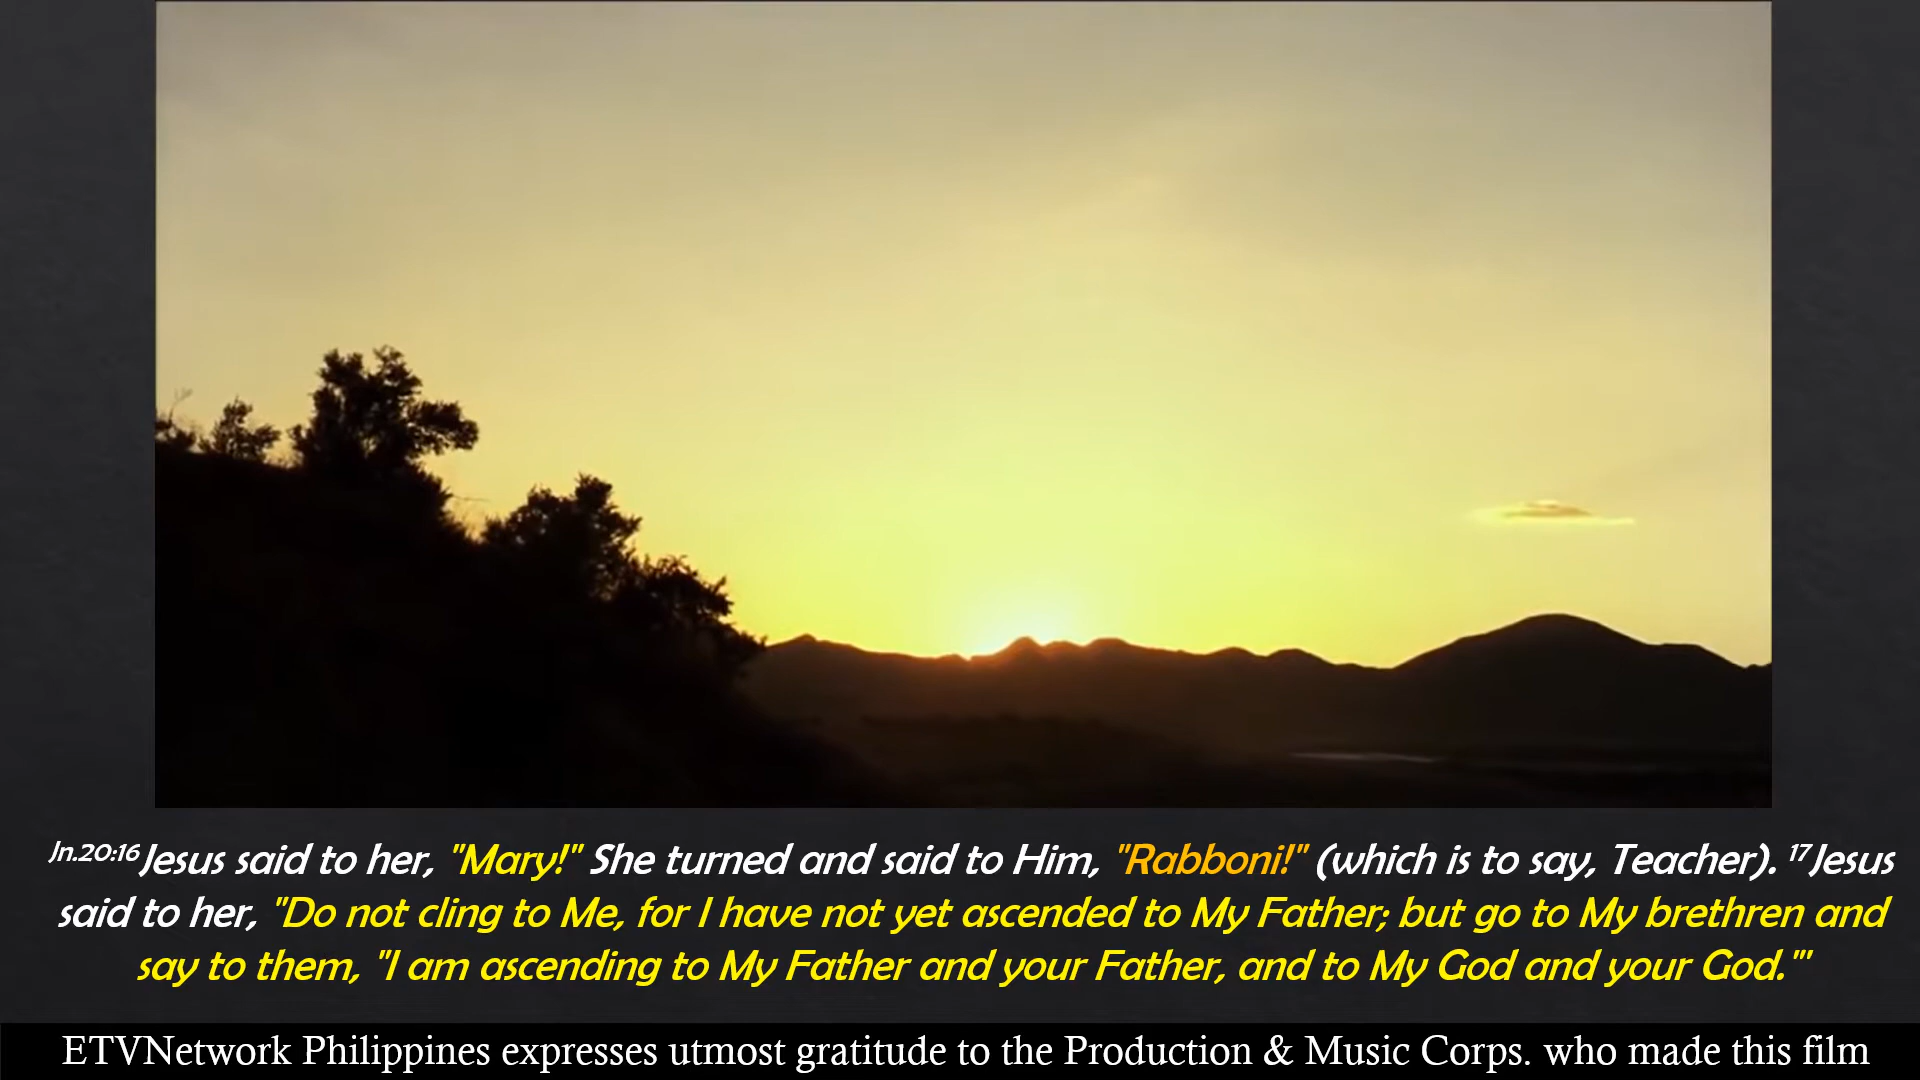 Jn.20:16 Jesus said to her, "Mary!" She turned and said to Him, "Rabboni!" (which is to say, Teacher). 17 Jesus
said to her, "Do not cling to Me, for I have not yet ascended to My Father; but go to My brethren and
say to them, "I am ascending to My Father and your Father, and to My God and your God.'"
ETVNetwork Philippines expresses utmost gratitude to the Production & Music Corps. who made this film